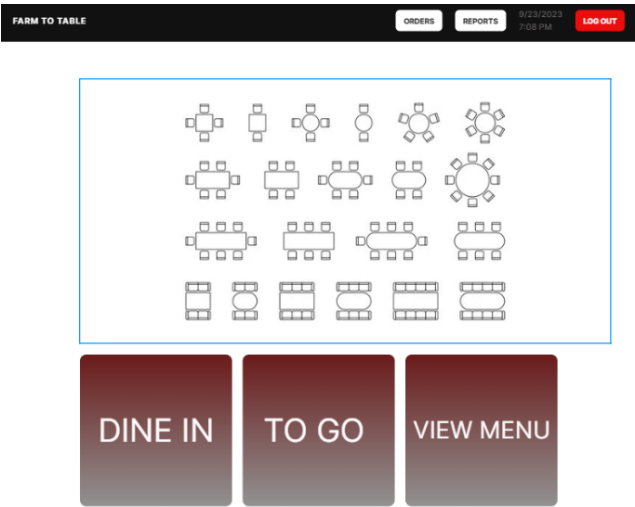 FARM TO TABLE
ORDERS
REPORTS
9/23/2023
7:08 PM
LOG OUT
DINE IN
TO GO
VIEW MENU